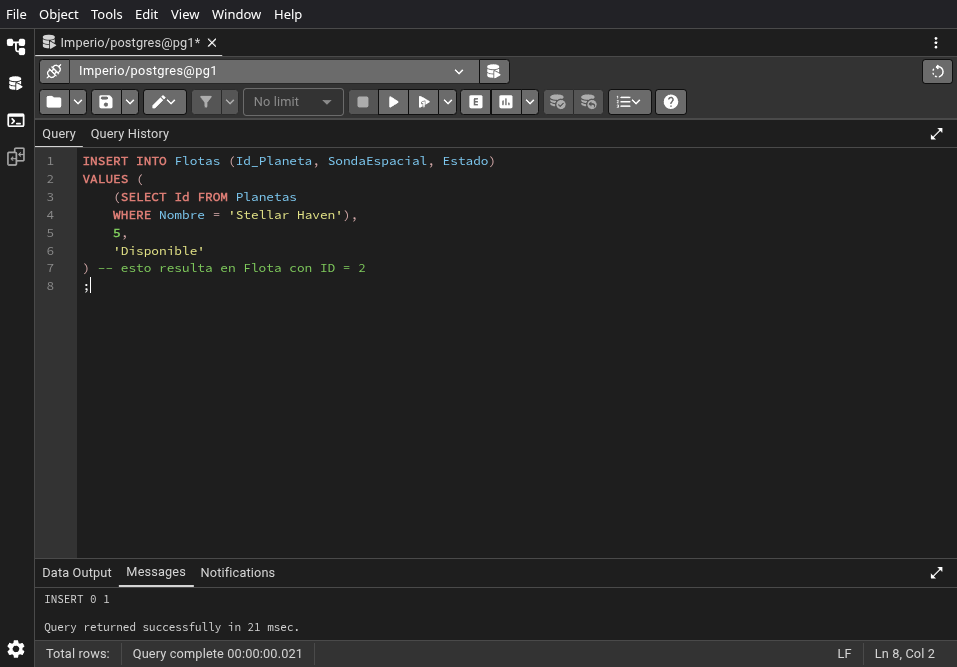 File Object Tools Edit View Window Help
Imperio/postgres@pg1*
Imperio/postgres@pg1
No limit
E
Query Query History
1 INSERT INTO Flotas (Id_Planeta, SondaEspacial, Estado)
2 VALUES (
3 (SELECT Id FROM Planetas
4 WHERE Nombre = 'Stellar Haven'),
5 5,
6 'Disponible'
7 ) -- esto resulta en Flota con ID = 2
8 ;
Data Output Messages Notifications
INSERT 0 1
Query returned successfully in 21 msec.
Total rows: Query complete 00:00:00.021 LF Ln 8, Col 2